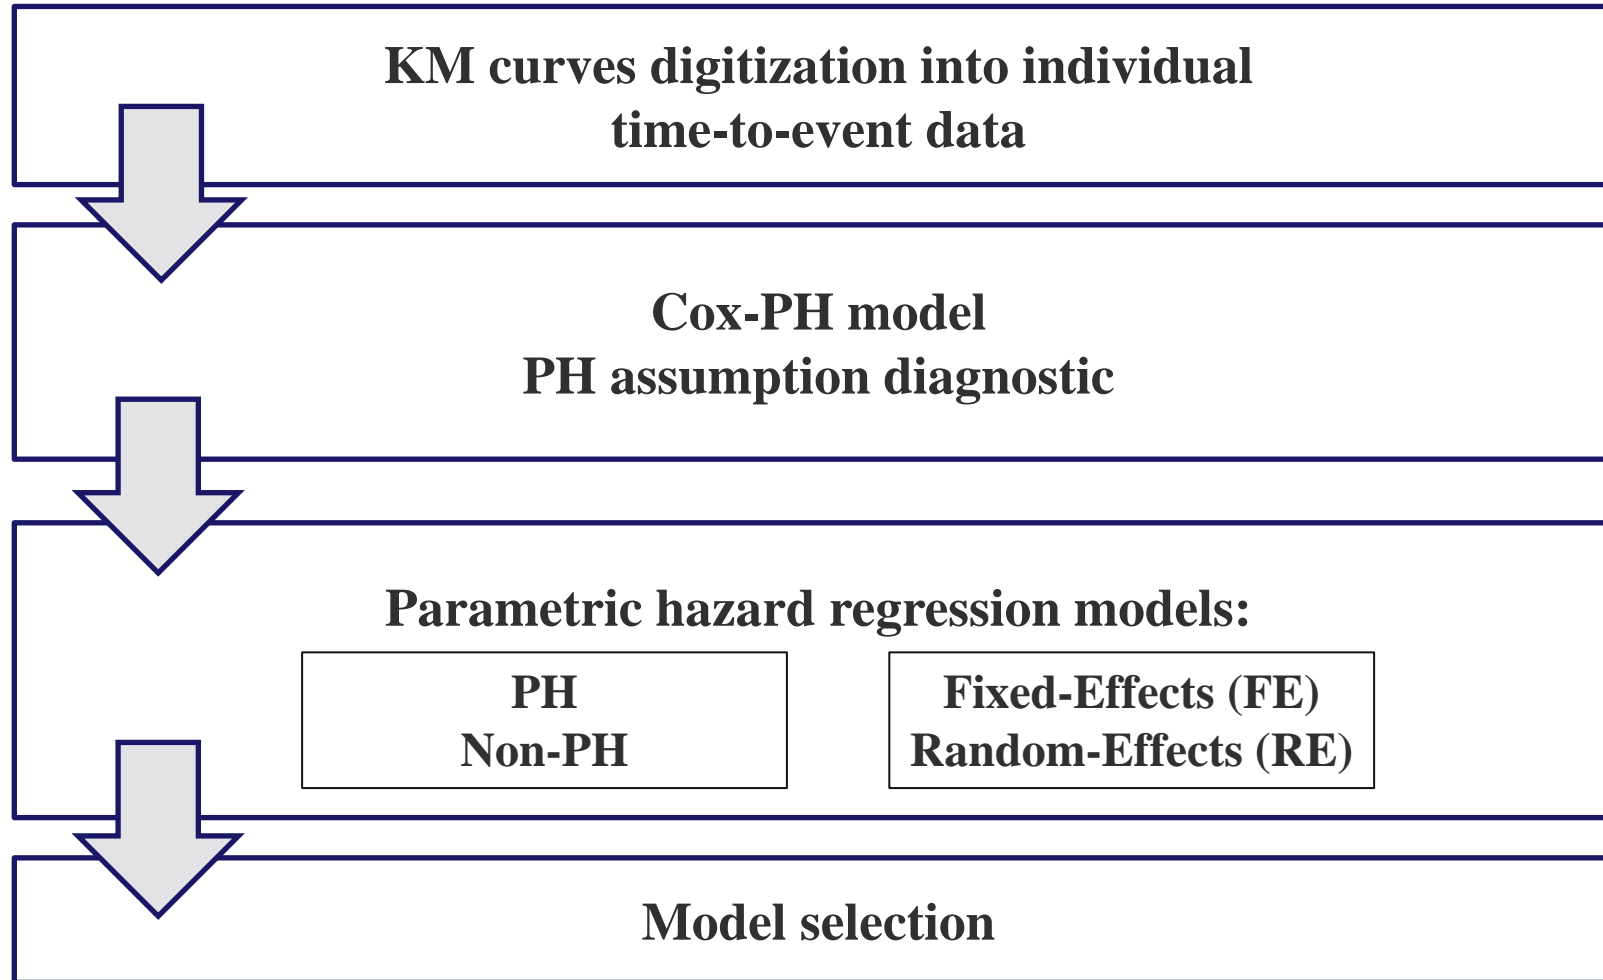 KM curves digitization into individual
time-to-event data
Cox-PH model
PH assumption diagnostic
Parametric hazard regression models:
PH
Non-PH
Fixed-Effects (FE)
Random-Effects (RE)
Model selection